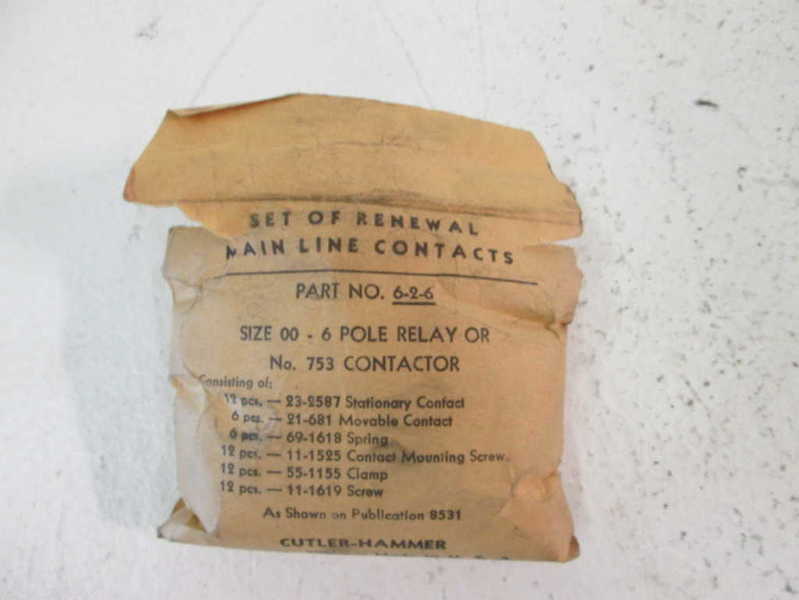 SET OF RENEWAL
MAIN LINE CONTACTS
PART NO. 6-2-6
SIZE 00 - 6 POLE RELAY OR
No. 753 CONTACTOR
Consisting of:
12 pcs. — 23-2587 Stationary Contact
6 pcs. — 21-681 Movable Contact
6 pcs. — 69-1618 Spring
12 pcs. — 11-1525 Contact Mounting Screw
12 pcs. — 55-1155 Clamp
12 pcs. — 11-1619 Screw
As Shown on Publication 8531
CUTLER-HAMMER